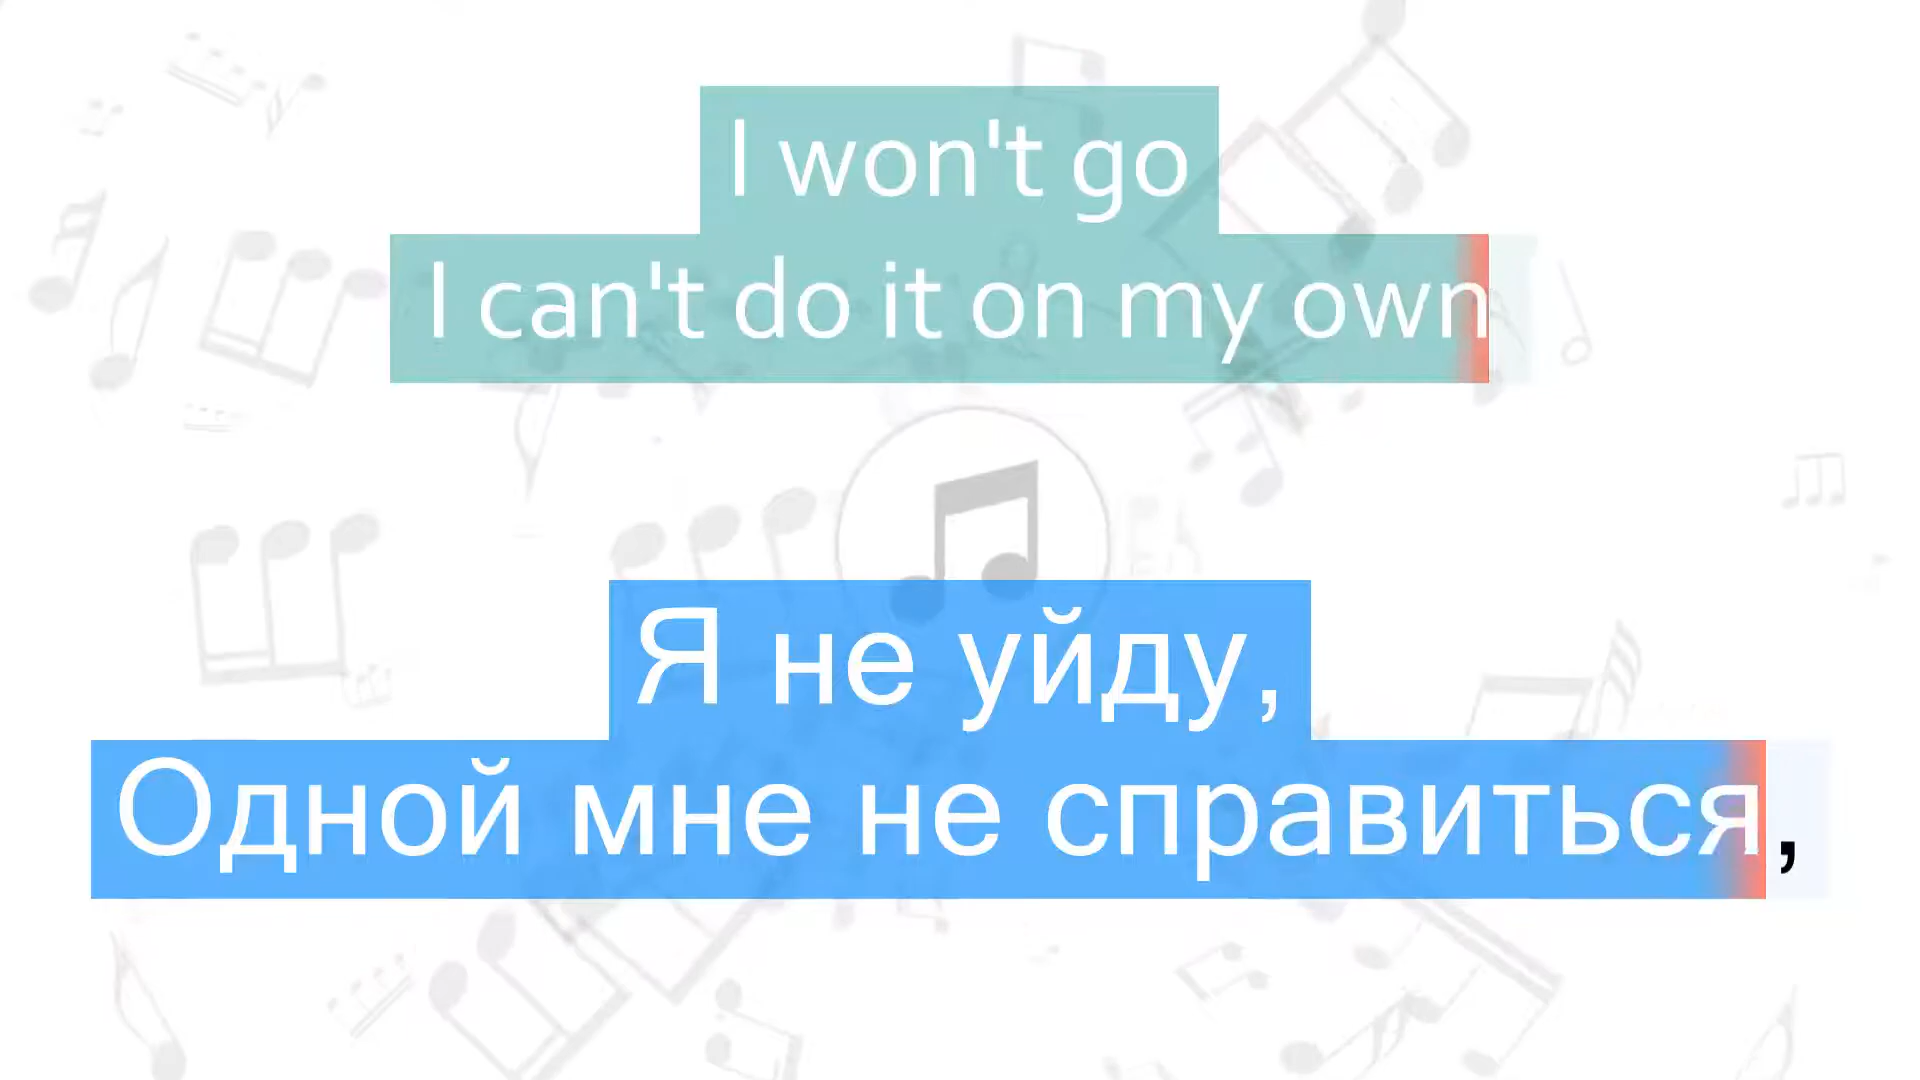 I won't go
I can't do it on my own
Я не уйду,
Одной мне не справиться,